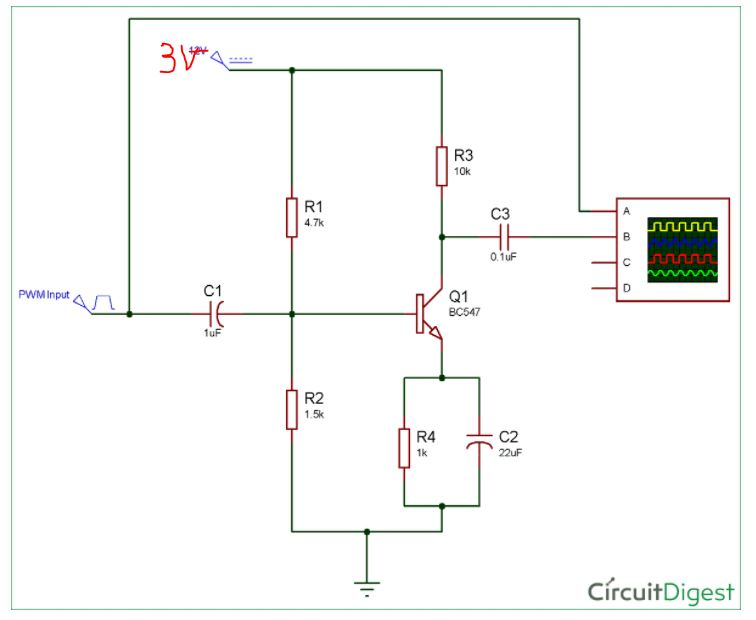 3V
12V
R3
10k
R1
4.7k
C3
0.1uF
A
B
C
D
PWM Input
C1
1uF
Q1
BC547
R2
1.5k
R4
1k
C2
22uF
CircuitDigest